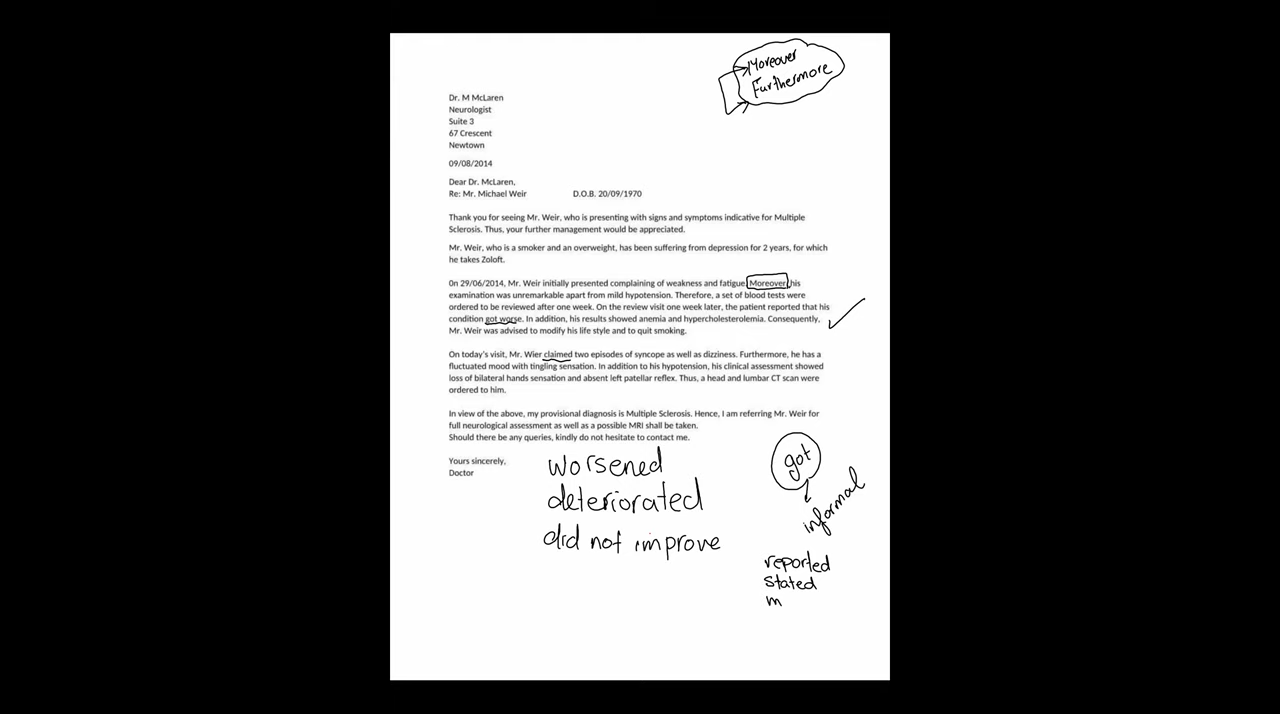 Moreover
Furthermore
Dr. M McLaren
Neurologist
Suite 3
67 Crescent
Newtown
09/08/2014
Dear Dr. McLaren,
Re: Mr. Michael Weir D.O.B. 20/09/1970
Thank you for seeing Mr. Weir, who is presenting with signs and symptoms indicative for Multiple
Sclerosis. Thus, your further management would be appreciated.
Mr. Weir, who is a smoker and an overweight, has been suffering from depression for 2 years, for which
he takes Zoloft.
On 29/06/2014, Mr. Weir initially presented complaining of weakness and fatigue. Moreover, his
examination was unremarkable apart from mild hypotension. Therefore, a set of blood tests were
ordered to be reviewed after one week. On the review visit one week later, the patient reported that his
condition got worse. In addition, his results showed anemia and hypercholesterolemia. Consequently,
Mr. Weir was advised to modify his life style and to quit smoking.
On today's visit, Mr. Wier claimed two episodes of syncope as well as dizziness. Furthermore, he has a
fluctuated mood with tingling sensation. In addition to his hypotension, his clinical assessment showed
loss of bilateral hands sensation and absent left patellar reflex. Thus, a head and lumbar CT scan were
ordered to him.
In view of the above, my provisional diagnosis is Multiple Sclerosis. Hence, I am referring Mr. Weir for
full neurological assessment as well as a possible MRI shall be taken.
Should there be any queries, kindly do not hesitate to contact me.
Yours sincerely,
Doctor
worsened
deteriorated
did not improve
got
informal
reported
stated
m